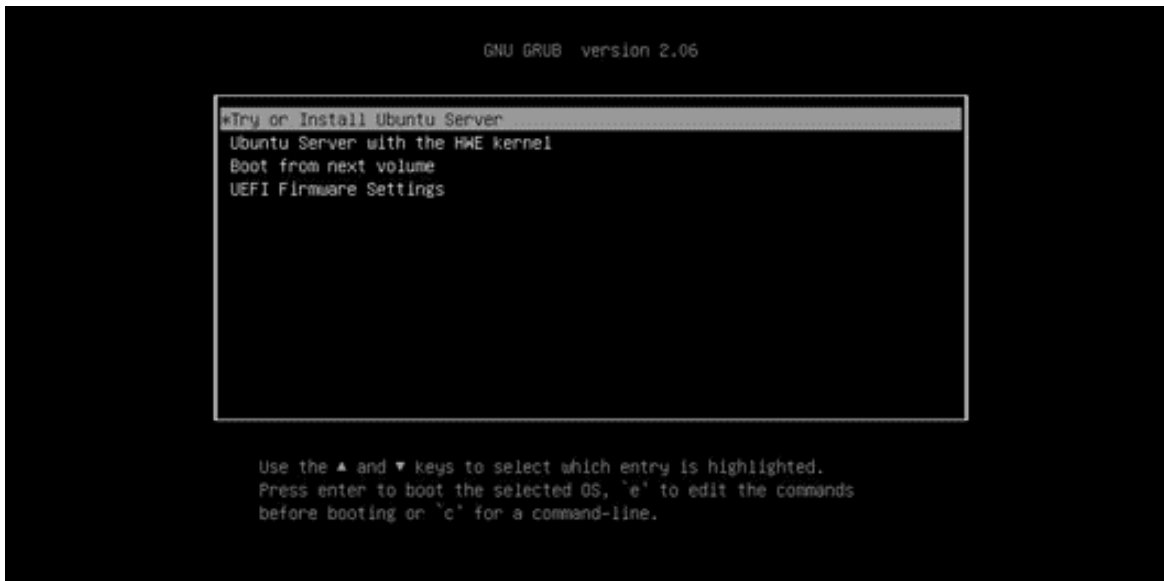 GNU GRUB  version 2.06
*Try or Install Ubuntu Server
Ubuntu Server with the HWE kernel
Boot from next volume
UEFI Firmware Settings
Use the ▲ and ▼ keys to select which entry is highlighted.
Press enter to boot the selected OS, `e' to edit the commands
before booting or `c' for a command-line.